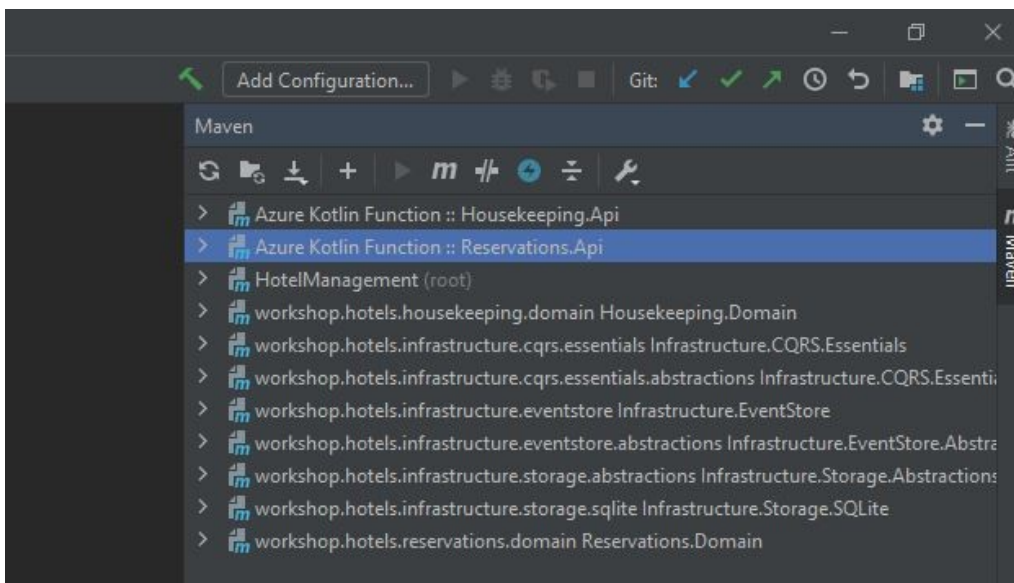 Add Configuration... Git:
Maven
Ant
Maven
Azure Kotlin Function :: Housekeeping.Api
Azure Kotlin Function :: Reservations.Api
HotelManagement (root)
workshop.hotels.housekeeping.domain Housekeeping.Domain
workshop.hotels.infrastructure.cqrs.essentials Infrastructure.CQRS.Essentials
workshop.hotels.infrastructure.cqrs.essentials.abstractions Infrastructure.CQRS.Essentia
workshop.hotels.infrastructure.eventstore Infrastructure.EventStore
workshop.hotels.infrastructure.eventstore.abstractions Infrastructure.EventStore.Abstra
workshop.hotels.infrastructure.storage.abstractions Infrastructure.Storage.Abstractions
workshop.hotels.infrastructure.storage.sqlite Infrastructure.Storage.SQLite
workshop.hotels.reservations.domain Reservations.Domain